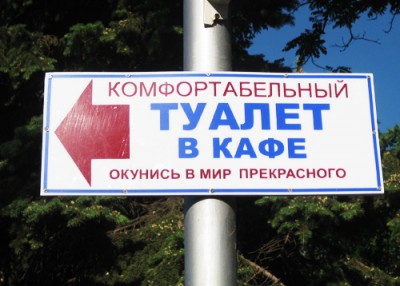 КОМФОРТАБЕЛЬНЫЙ
ТУАЛЕТ
В КАФЕ
ОКУНИСЬ В МИР ПРЕКРАСНОГО